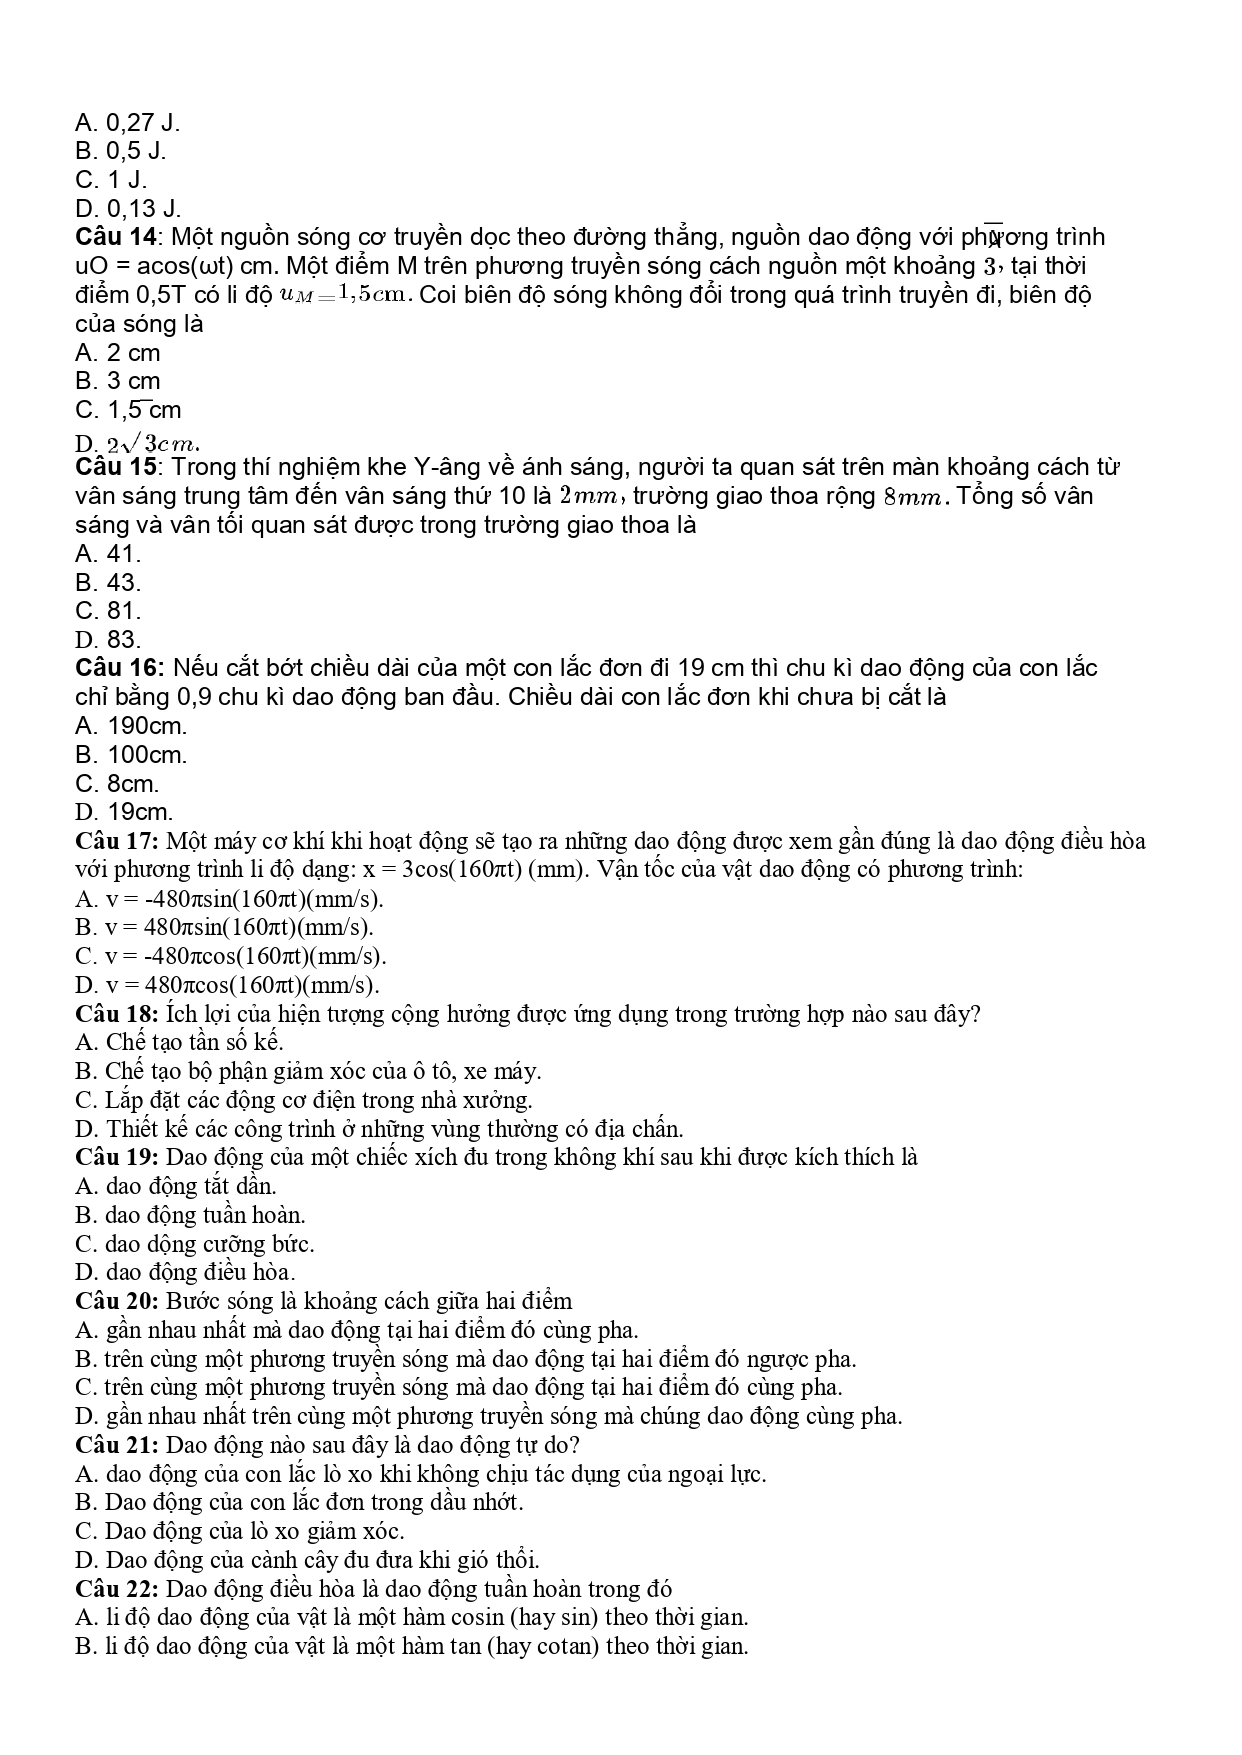 A. 0,27 J.
B. 0,5 J.
C. 1 J.
D. 0,13 J.
Câu 14: Một nguồn sóng cơ truyền dọc theo đường thẳng, nguồn dao động với phương trình
uO = acos(ωt) cm. Một điểm M trên phương truyền sóng cách nguồn một khoảng 3, tại thời
điểm 0,5T có li độ u_M=1,5cm. Coi biên độ sóng không đổi trong quá trình truyền đi, biên độ
của sóng là
A. 2 cm
B. 3 cm
C. 1,5 cm
D. 2√3cm.
Câu 15: Trong thí nghiệm khe Y-âng về ánh sáng, người ta quan sát trên màn khoảng cách từ
vân sáng trung tâm đến vân sáng thứ 10 là 2mm, trường giao thoa rộng 8mm. Tổng số vân
sáng và vân tối quan sát được trong trường giao thoa là
A. 41.
B. 43.
C. 81.
D. 83.
Câu 16: Nếu cắt bớt chiều dài của một con lắc đơn đi 19 cm thì chu kì dao động của con lắc
chỉ bằng 0,9 chu kì dao động ban đầu. Chiều dài con lắc đơn khi chưa bị cắt là
A. 190cm.
B. 100cm.
C. 8cm.
D. 19cm.
Câu 17: Một máy cơ khí khi hoạt động sẽ tạo ra những dao động được xem gần đúng là dao động điều hòa
với phương trình li độ dạng: x = 3cos(160πt) (mm). Vận tốc của vật dao động có phương trình:
A. v = -480πsin(160πt)(mm/s).
B. v = 480πsin(160πt)(mm/s).
C. v = -480πcos(160πt)(mm/s).
D. v = 480πcos(160πt)(mm/s).
Câu 18: Ích lợi của hiện tượng cộng hưởng được ứng dụng trong trường hợp nào sau đây?
A. Chế tạo tần số kế.
B. Chế tạo bộ phận giảm xóc của ô tô, xe máy.
C. Lắp đặt các động cơ điện trong nhà xưởng.
D. Thiết kế các công trình ở những vùng thường có địa chấn.
Câu 19: Dao động của một chiếc xích đu trong không khí sau khi được kích thích là
A. dao động tắt dần.
B. dao động tuần hoàn.
C. dao dộng cưỡng bức.
D. dao động điều hòa.
Câu 20: Bước sóng là khoảng cách giữa hai điểm
A. gần nhau nhất mà dao động tại hai điểm đó cùng pha.
B. trên cùng một phương truyền sóng mà dao động tại hai điểm đó ngược pha.
C. trên cùng một phương truyền sóng mà dao động tại hai điểm đó cùng pha.
D. gần nhau nhất trên cùng một phương truyền sóng mà chúng dao động cùng pha.
Câu 21: Dao động nào sau đây là dao động tự do?
A. dao động của con lắc lò xo khi không chịu tác dụng của ngoại lực.
B. Dao động của con lắc đơn trong dầu nhớt.
C. Dao động của lò xo giảm xóc.
D. Dao động của cành cây đu đưa khi gió thổi.
Câu 22: Dao động điều hòa là dao động tuần hoàn trong đó
A. li độ dao động của vật là một hàm cosin (hay sin) theo thời gian.
B. li độ dao động của vật là một hàm tan (hay cotan) theo thời gian.